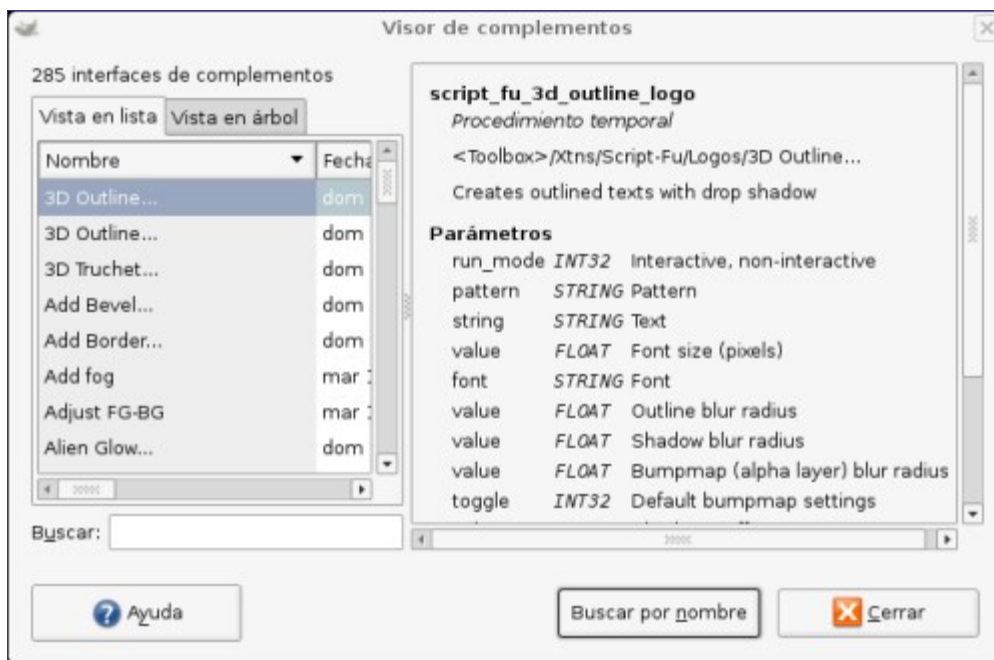 Visor de complementos
285 interfaces de complementos
Vista en lista Vista en árbol
Nombre Fecha
3D Outline... dom
3D Outline... dom
3D Truchet... dom
Add Bevel... dom
Add Border... dom
Add fog mar
Adjust FG-BG mar
Alien Glow... dom
Buscar:
script_fu_3d_outline_logo
Procedimiento temporal
<Toolbox>/Xtns/Script-Fu/Logos/3D Outline...
Creates outlined texts with drop shadow
Parámetros
run_mode INT32 Interactive, non-interactive
pattern STRING Pattern
string STRING Text
value FLOAT Font size (pixels)
font STRING Font
value FLOAT Outline blur radius
value FLOAT Shadow blur radius
value FLOAT Bumpmap (alpha layer) blur radius
toggle INT32 Default bumpmap settings
Ayuda
Buscar por nombre
Cerrar